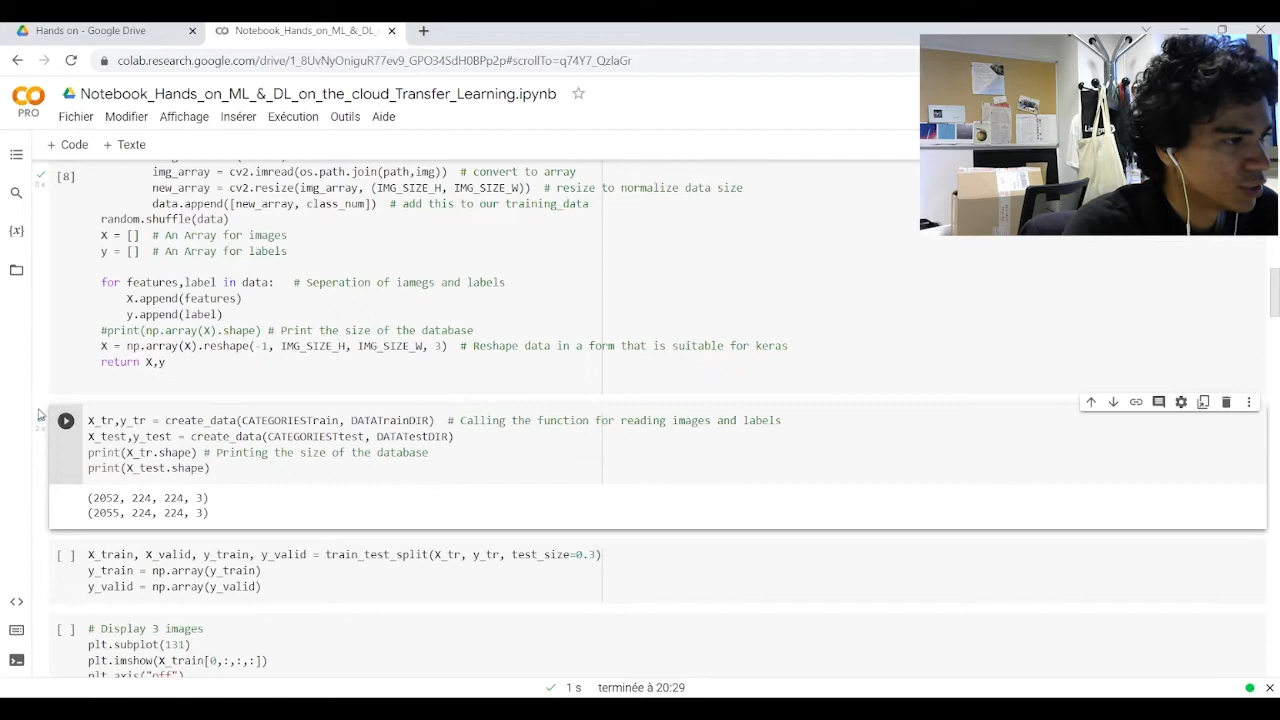 Hands on - Google Drive
Notebook_Hands_on_ML_&_DL_
colab.research.google.com/drive/1_8UvNyOniguR77ev9_GPO34SdH0BPp2p#scrollTo=q74Y7_QzlaGr
Notebook_Hands_on_ML_&_DL_on_the_cloud_Transfer_Learning.ipynb
PRO
Fichier Modifier Affichage Insérer Exécution Outils Aide
+ Code + Texte
[8]
0 s
img_array = cv2.imread(os.path.join(path,img)) # convert to array
new_array = cv2.resize(img_array, (IMG_SIZE_H, IMG_SIZE_W)) # resize to normalize data size
data.append([new_array, class_num]) # add this to our training_data
random.shuffle(data)
X = [] # An Array for images
y = [] # An Array for labels
for features,label in data: # Seperation of iamegs and labels
X.append(features)
y.append(label)
#print(np.array(X).shape) # Print the size of the database
X = np.array(X).reshape(-1, IMG_SIZE_H, IMG_SIZE_W, 3) # Reshape data in a form that is suitable for keras
return X,y
2 s
X_tr,y_tr = create_data(CATEGORIESTrain, DATATrainDIR) # Calling the function for reading images and labels
X_test,y_test = create_data(CATEGORIEStest, DATATestDIR)
print(X_tr.shape) # Printing the size of the database
print(X_test.shape)
(2052, 224, 224, 3)
(2055, 224, 224, 3)
[ ] X_train, X_valid, y_train, y_valid = train_test_split(X_tr, y_tr, test_size=0.3)
y_train = np.array(y_train)
y_valid = np.array(y_valid)
[ ] # Display 3 images
plt.subplot(131)
plt.imshow(X_train[0,:,:,:])
plt.axis("off")
1 s terminée à 20:29